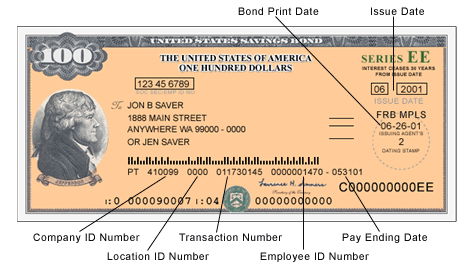 Bond Print Date
Issue Date
UNITED STATES SAVINGS BOND
100
THE UNITED STATES OF AMERICA
ONE HUNDRED DOLLARS
SERIES EE
INTEREST CEASES 30 YEARS
FROM ISSUE DATE
123 45 6789
SOC SEC/EMP ID NO
06 2001
ISSUE DATE
To JON B SAVER
1888 MAIN STREET
ANYWHERE WA 99000 - 0000
OR JEN SAVER
FRB MPLS
06-26-01
ISSUING AGENT'S
2
DATING STAMP
JEFFERSON
PT 410099 0000 011730145 0000001470 - 053101
C000000000EE
000090007 04 00000000000
Company ID Number
Location ID Number
Transaction Number
Employee ID Number
Pay Ending Date